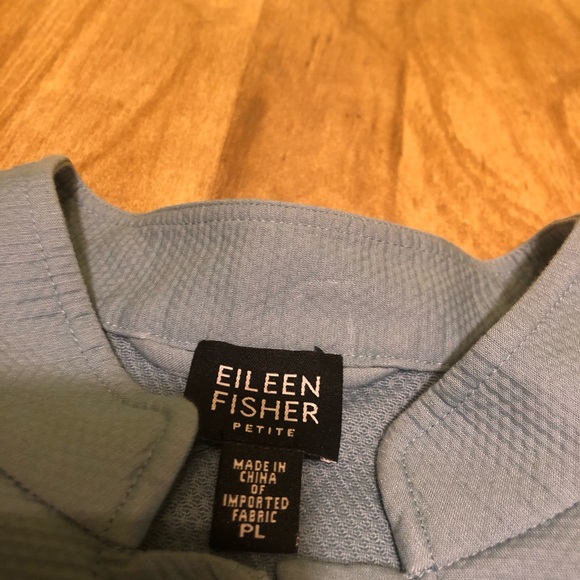 EILEEN
FISHER
PETITE
MADE IN
CHINA
OF
IMPORTED
FABRIC
PL